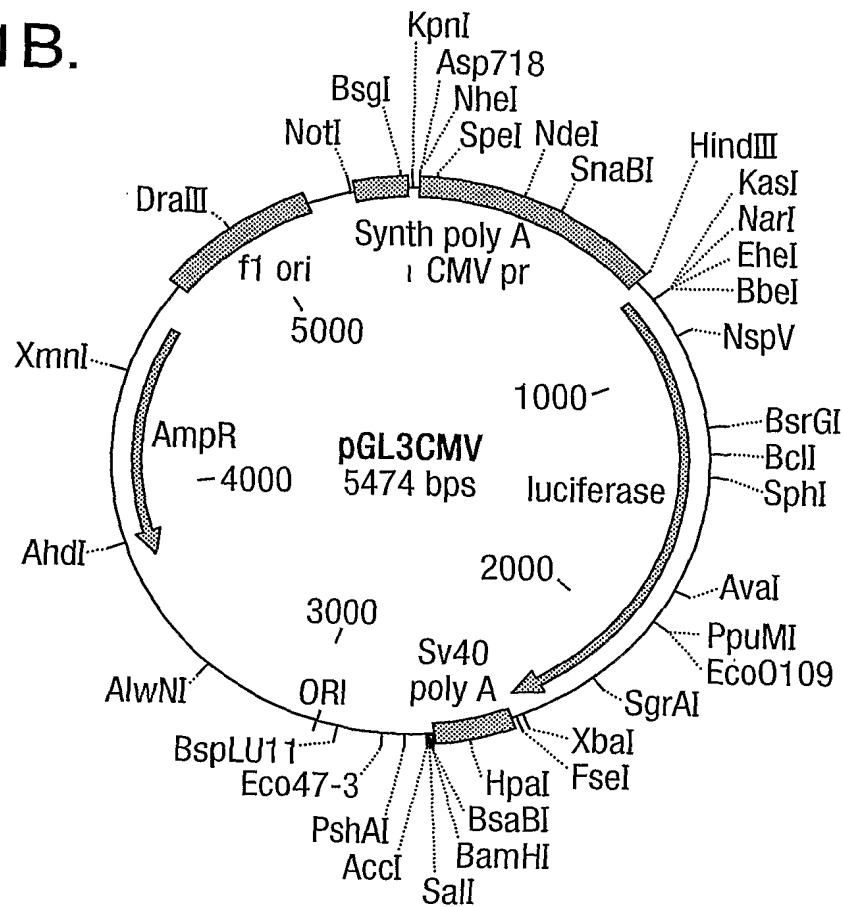 1B.
KpnI
Asp718
BsgI
NheI
NotI
SpeI
NdeI
HindIII
SnaBI
KasI
DraIII
NarI
Synth poly A
EheI
f1 ori
CMV pr
BbeI
5000
NspV
XmnI
1000
BsrGI
AmpR
pGL3CMV
BclI
4000
5474 bps
luciferase
SphI
AhdI
2000
AvaI
3000
PpuMI
Sv40
EcoO109
poly A
AlwNI
ORI
SgrAI
BspLU11
XbaI
Eco47-3
HpaI
FseI
PshAI
BsaBI
AccI
BamHI
SalI